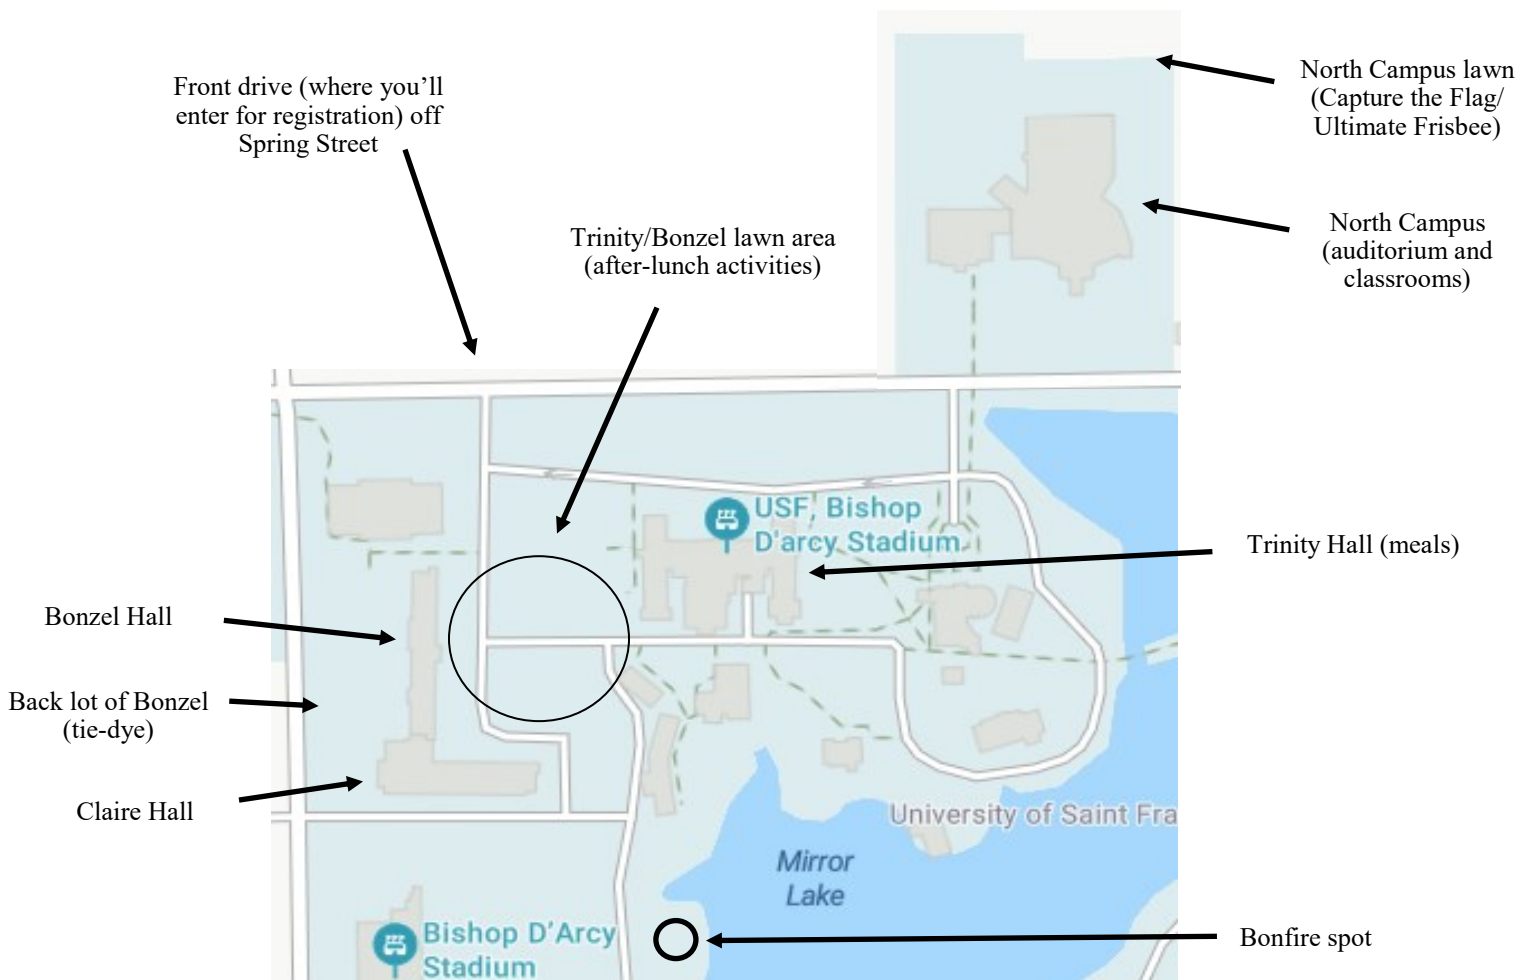 North Campus lawn
(Capture the Flag/
Ultimate Frisbee)
Front drive (where you’ll
enter for registration) off
Spring Street
North Campus
(auditorium and
classrooms)
Trinity/Bonzel lawn area
(after-lunch activities)
USF, Bishop
D'arcy Stadium
Trinity Hall (meals)
Bonzel Hall
Back lot of Bonzel
(tie-dye)
Claire Hall
University of Saint Fra
Mirror
Lake
Bishop D’Arcy
Stadium
Bonfire spot